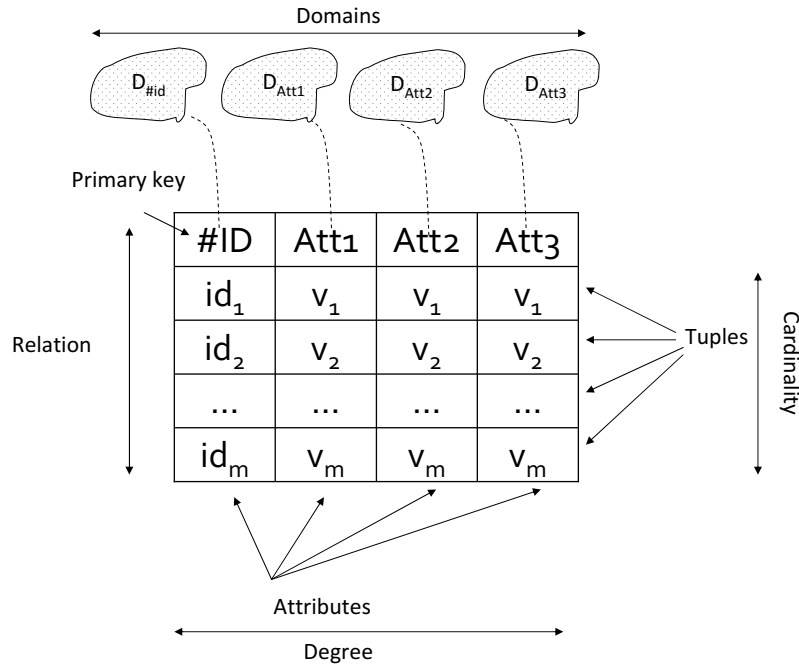 Domains
D#id DAtt1 DAtt2 DAtt3
Primary key
#ID Att1 Att2 Att3
id1 v1 v1 v1
id2 v2 v2 v2
... ... ... ...
idm vm vm vm
Relation
Tuples
Cardinality
Attributes
Degree